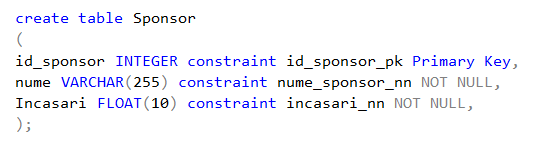 create table Sponsor
(
id_sponsor INTEGER constraint id_sponsor_pk Primary Key,
nume VARCHAR(255) constraint nume_sponsor_nn NOT NULL,
Incasari FLOAT(10) constraint incasari_nn NOT NULL,
);